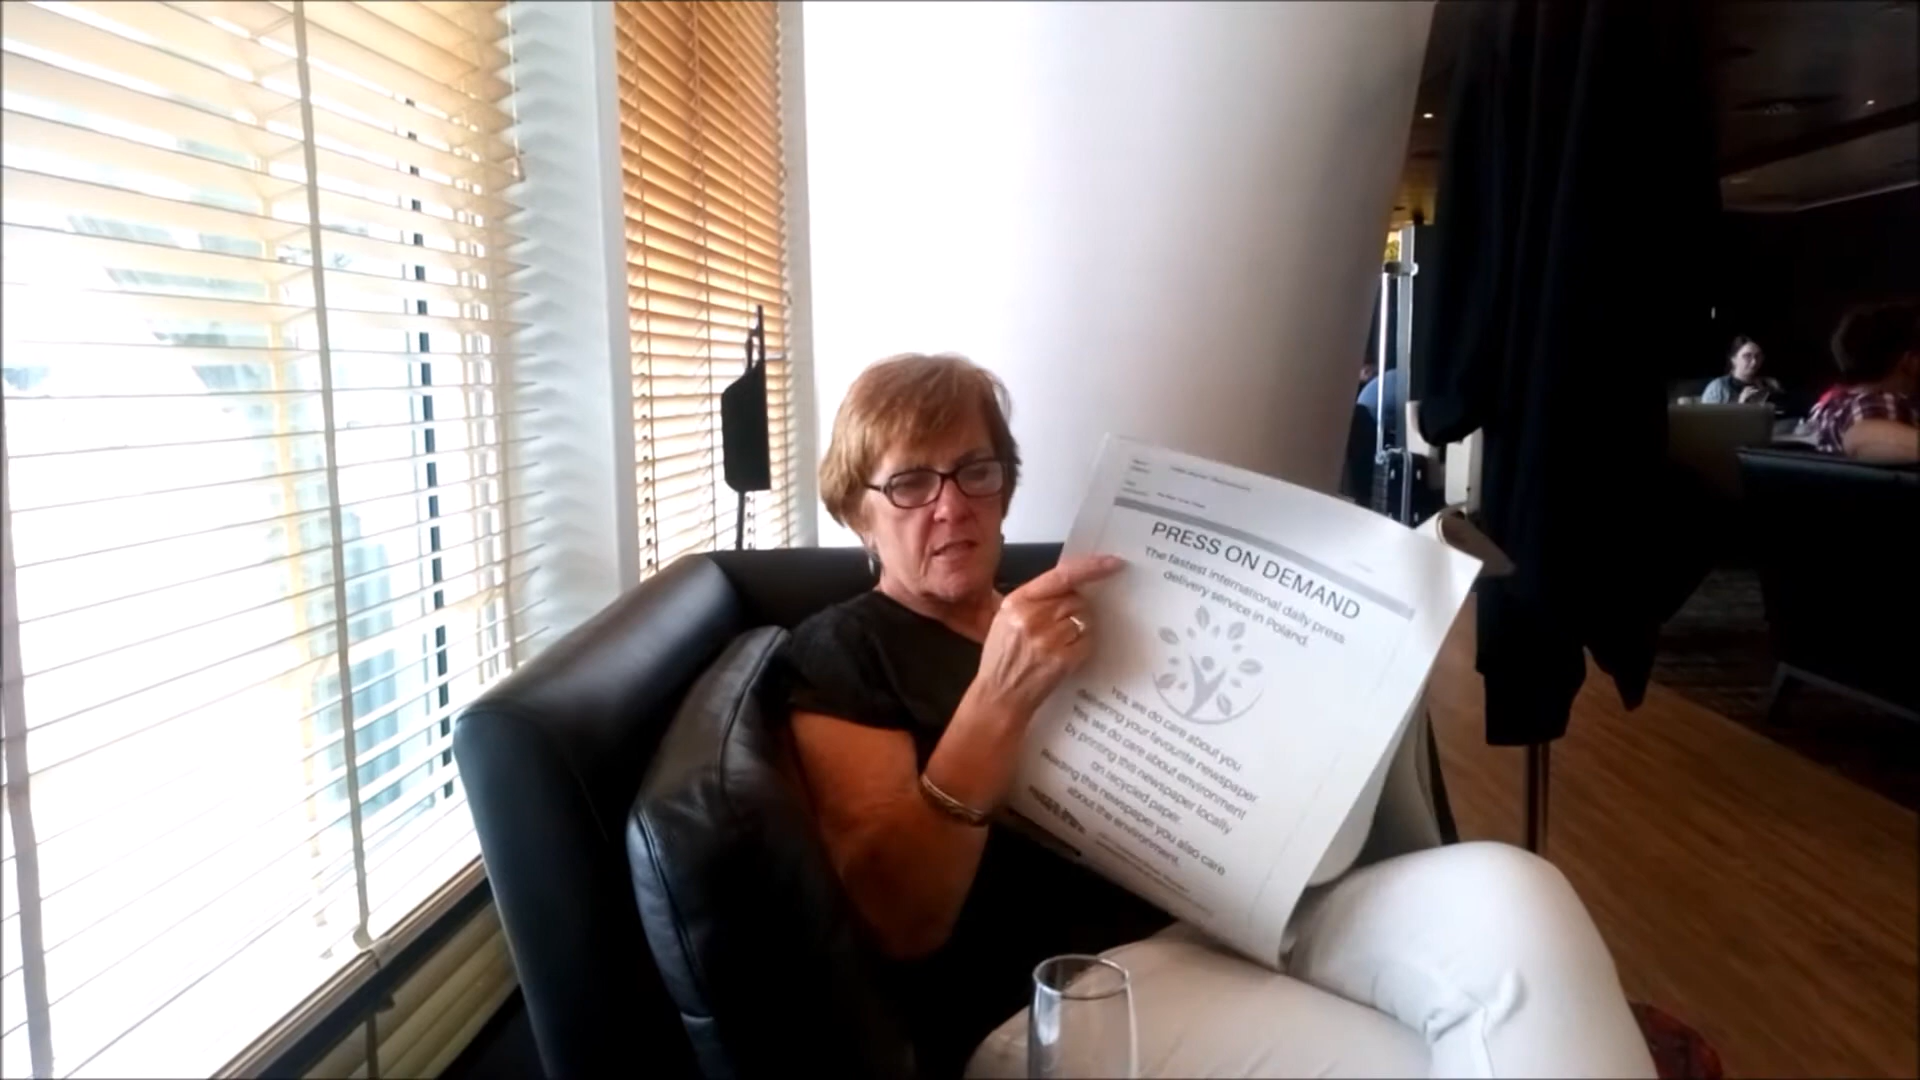 PRESS ON DEMAND
The fastest international daily press
delivery service in Poland.
Yes, we do care about you
delivering your favourite newspaper
Yes, we do care about environment
by printing this newspaper locally
on recycled paper.
Reading this newspaper you also care
about the environment.